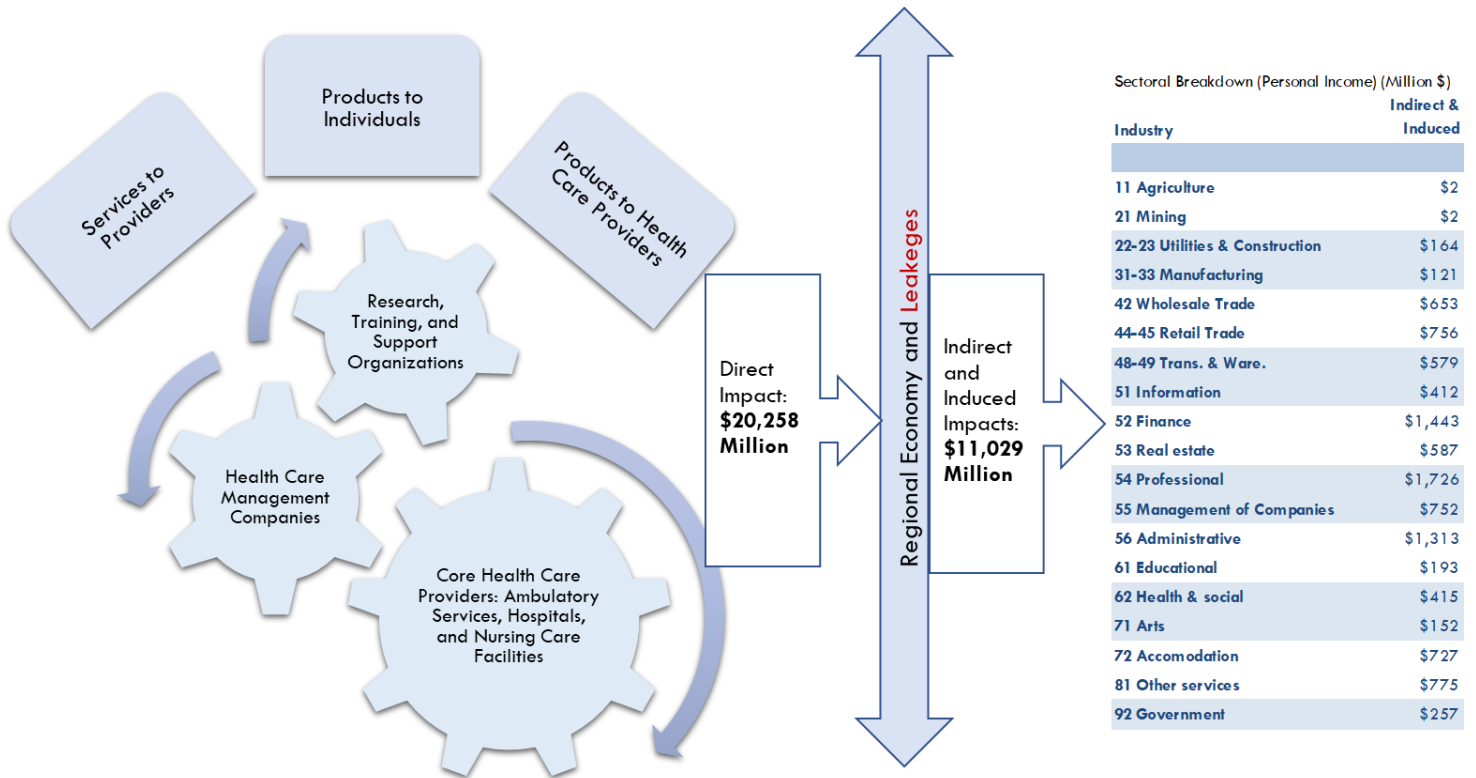 Services to
Providers
Products to
Individuals
Products to Health
Care Providers
Research,
Training, and
Support
Organizations
Health Care
Management
Companies
Core Health Care
Providers: Ambulatory
Services, Hospitals,
and Nursing Care
Facilities
Direct
Impact:
$20,258
Million
Regional Economy and Leakeges
Indirect
and
Induced
Impacts:
$11,029
Million
Sectoral Breakdown (Personal Income) (Million $)
Indirect &
Industry Induced
11 Agriculture $2
21 Mining $2
22-23 Utilities & Construction $164
31-33 Manufacturing $121
42 Wholesale Trade $653
44-45 Retail Trade $756
48-49 Trans. & Ware. $579
51 Information $412
52 Finance $1,443
53 Real estate $587
54 Professional $1,726
55 Management of Companies $752
56 Administrative $1,313
61 Educational $193
62 Health & social $415
71 Arts $152
72 Accomodation $727
81 Other services $775
92 Government $257